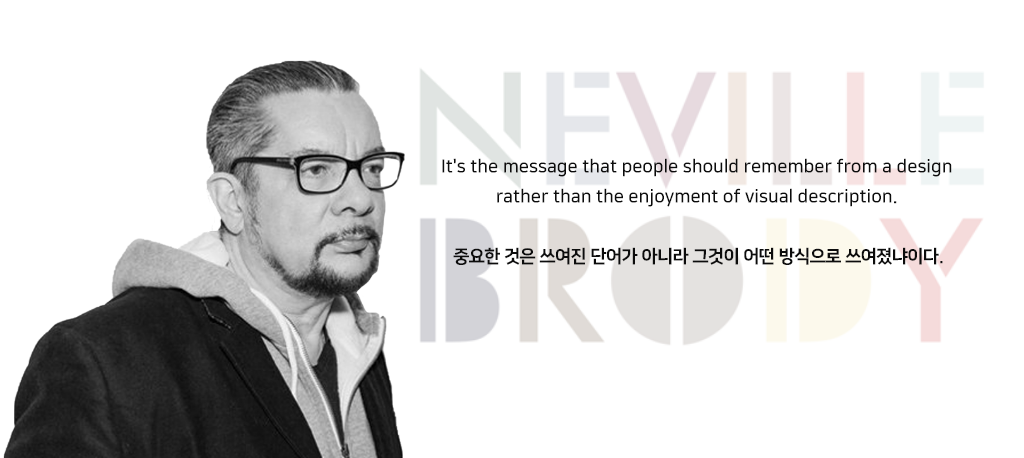 NEVILLE
It's the message that people should remember from a design
rather than the enjoyment of visual description.
BRODY
중요한 것은 쓰여진 단어가 아니라 그것이 어떤 방식으로 쓰여졌냐이다.